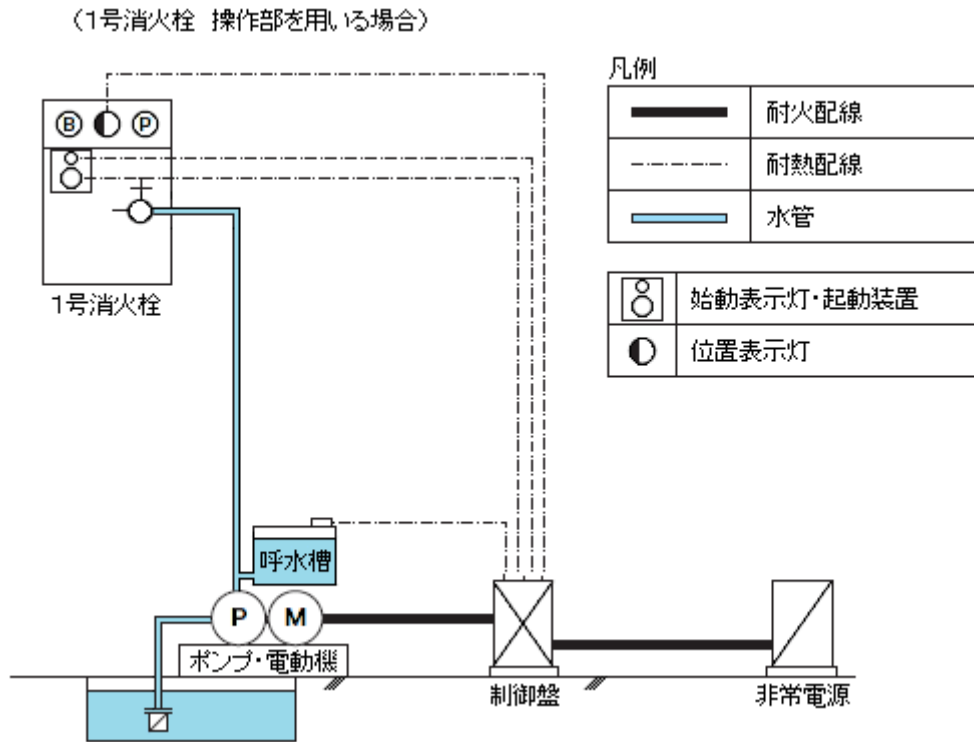 (1号消火栓 操作部を用いる場合)
凡例
耐火配線
耐熱配線
水管
始動表示灯・起動装置
位置表示灯
B
P
1号消火栓
呼水槽
P
M
ポンプ・電動機
制御盤
非常電源